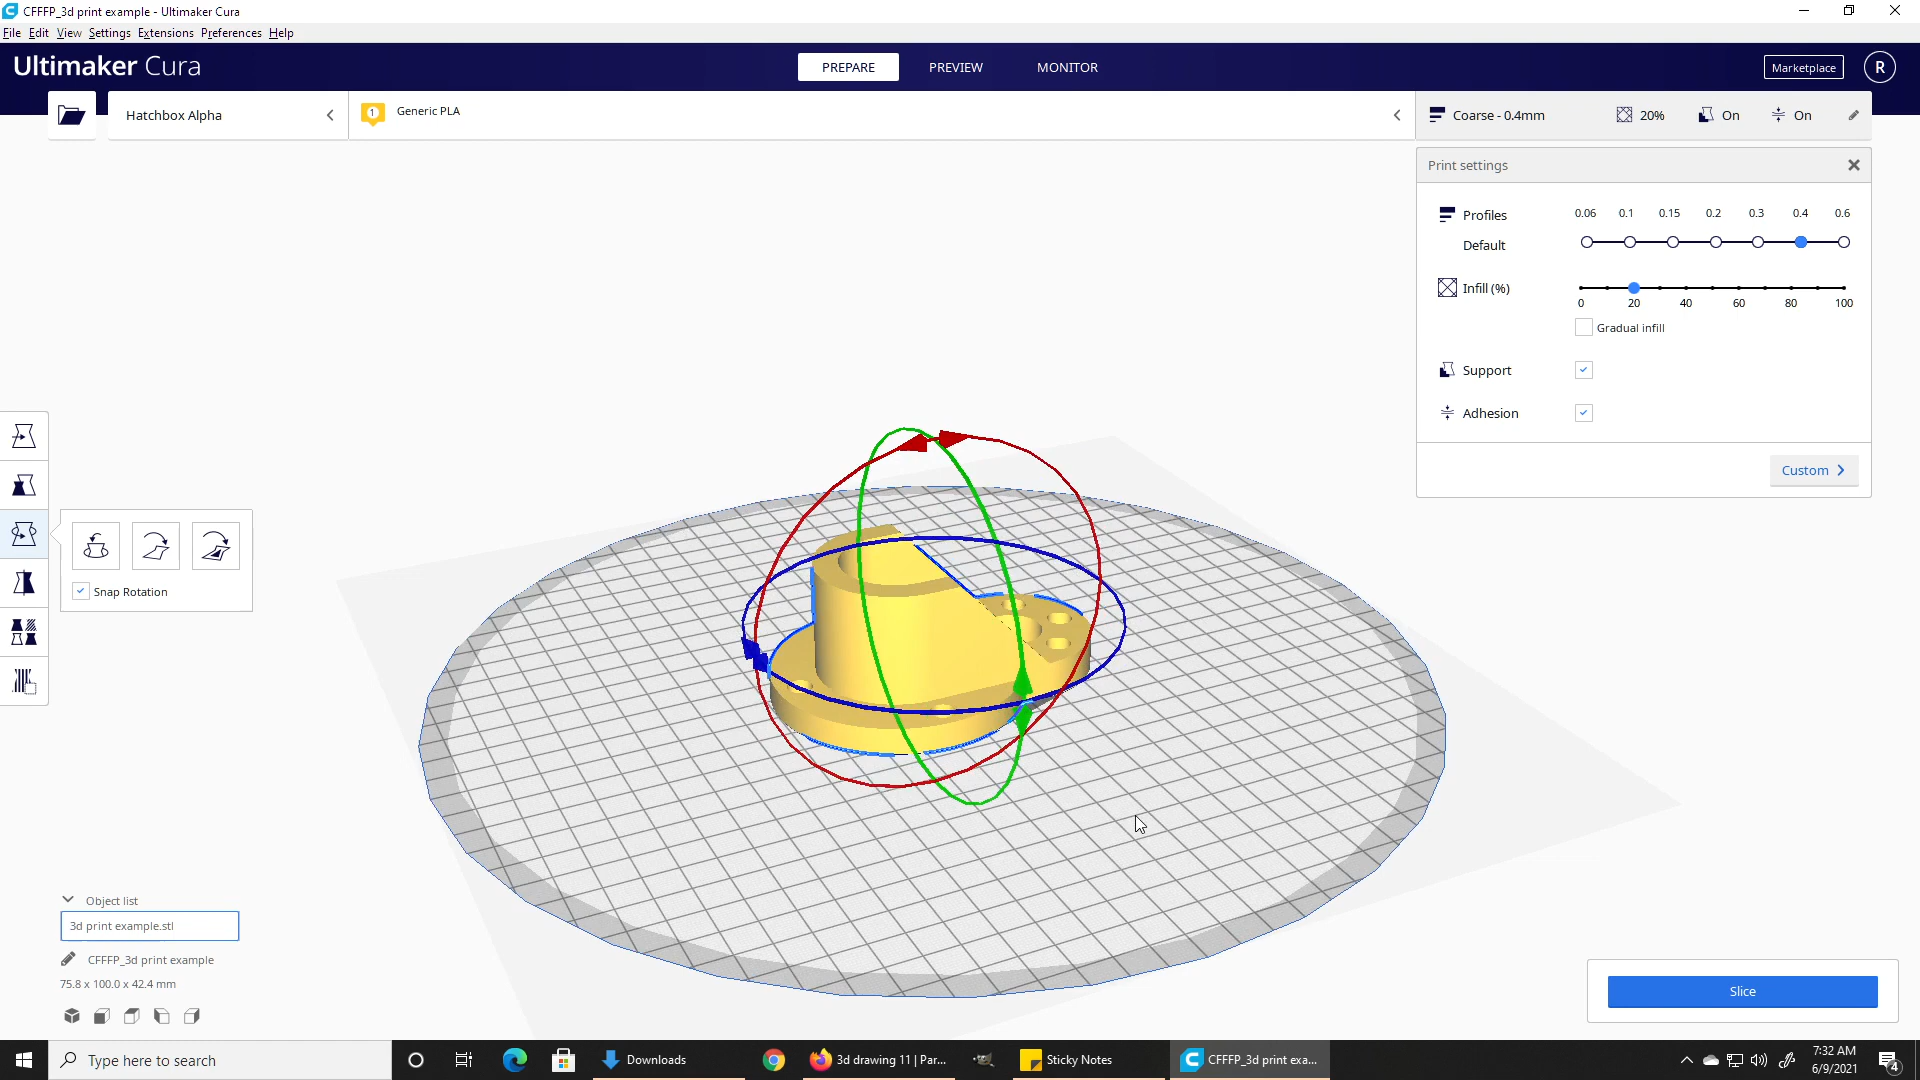 CFFFP_3d print example - Ultimaker Cura
File Edit View Settings Extensions Preferences Help
Ultimaker Cura
PREPARE
PREVIEW
MONITOR
Marketplace
R
Hatchbox Alpha
1
Generic PLA
Coarse - 0.4mm
20%
On
On
Print settings
Profiles
0.06 0.1 0.15 0.2 0.3 0.4 0.6
Default
Infill (%)
0 20 40 60 80 100
Gradual infill
Support
Adhesion
Custom
Snap Rotation
Object list
3d print example.stl
CFFFP_3d print example
75.8 x 100.0 x 42.4 mm
Slice
Type here to search
Downloads
3d drawing 11 | Par...
Sticky Notes
CFFFP_3d print exa...
7:32 AM
6/9/2021
4